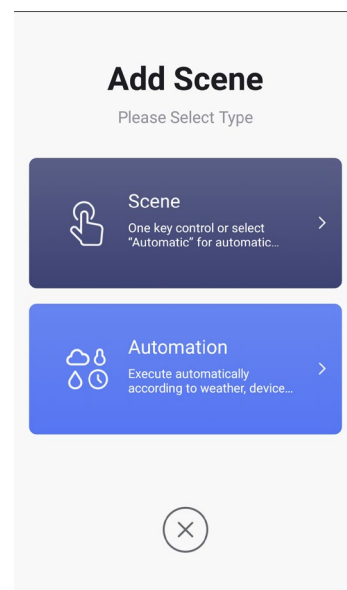 Add Scene
Please Select Type
Scene
One key control or select
“Automatic” for automatic...
Automation
Execute automatically
according to weather, device...